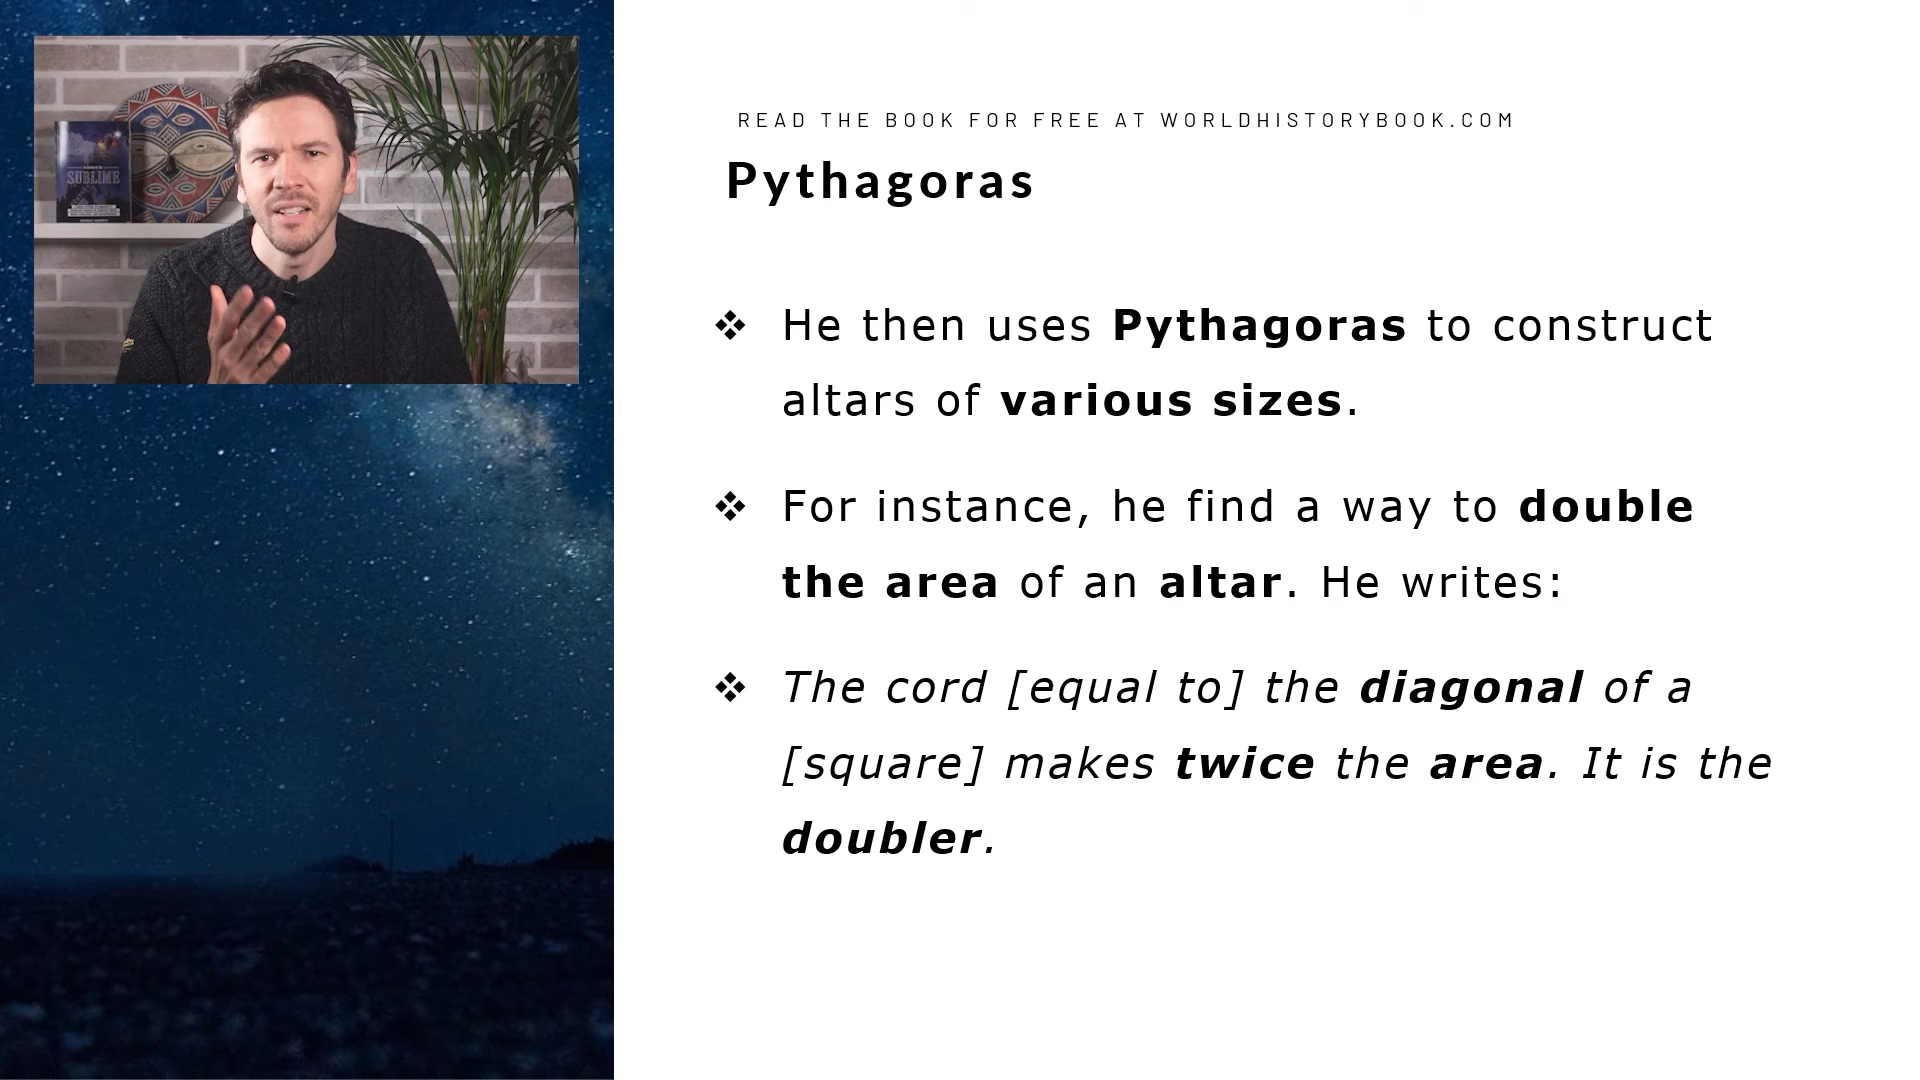 READ THE BOOK FOR FREE AT WORLDHISTORYBOOK.COM
Pythagoras
He then uses Pythagoras to construct
altars of various sizes.
For instance, he find a way to double
the area of an altar. He writes:
The cord [equal to] the diagonal of a
[square] makes twice the area. It is the
doubler.
SUBLIME